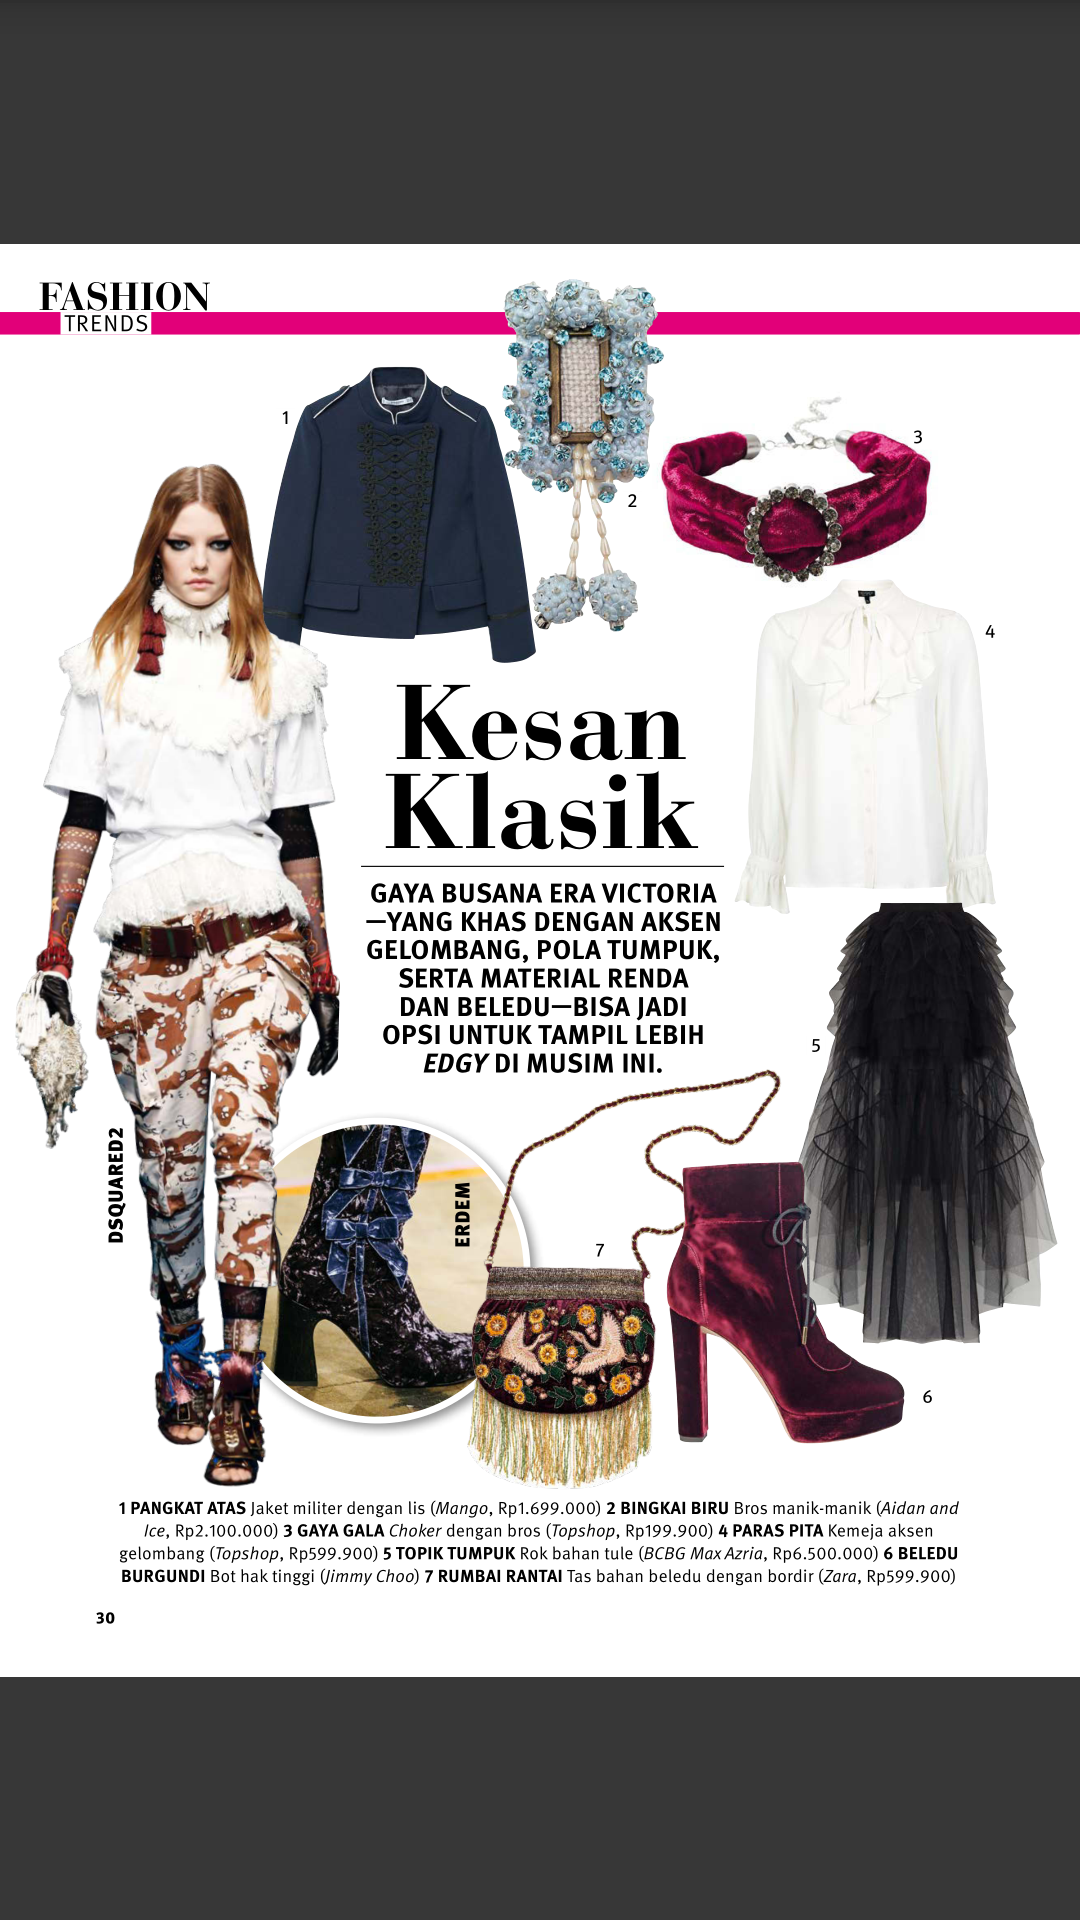 FASHION
TRENDS
1
2
3
4
Kesan
Klasik
GAYA BUSANA ERA VICTORIA
—YANG KHAS DENGAN AKSEN
GELOMBANG, POLA TUMPUK,
SERTA MATERIAL RENDA
DAN BELEDU—BISA JADI
OPSI UNTUK TAMPIL LEBIH
EDGY DI MUSIM INI.
5
DSQUARED2
ERDEM
7
6
1 PANGKAT ATAS Jaket militer dengan lis (Mango, Rp1.699.000) 2 BINGKAI BIRU Bros manik-manik (Aidan and
Ice, Rp2.100.000) 3 GAYA GALA Choker dengan bros (Topshop, Rp199.900) 4 PARAS PITA Kemeja aksen
gelombang (Topshop, Rp599.900) 5 TOPIK TUMPUK Rok bahan tule (BCBG Max Azria, Rp6.500.000) 6 BELEDU
BURGUNDI Bot hak tinggi (Jimmy Choo) 7 RUMBAI RANTAI Tas bahan beledu dengan bordir (Zara, Rp599.900)
30